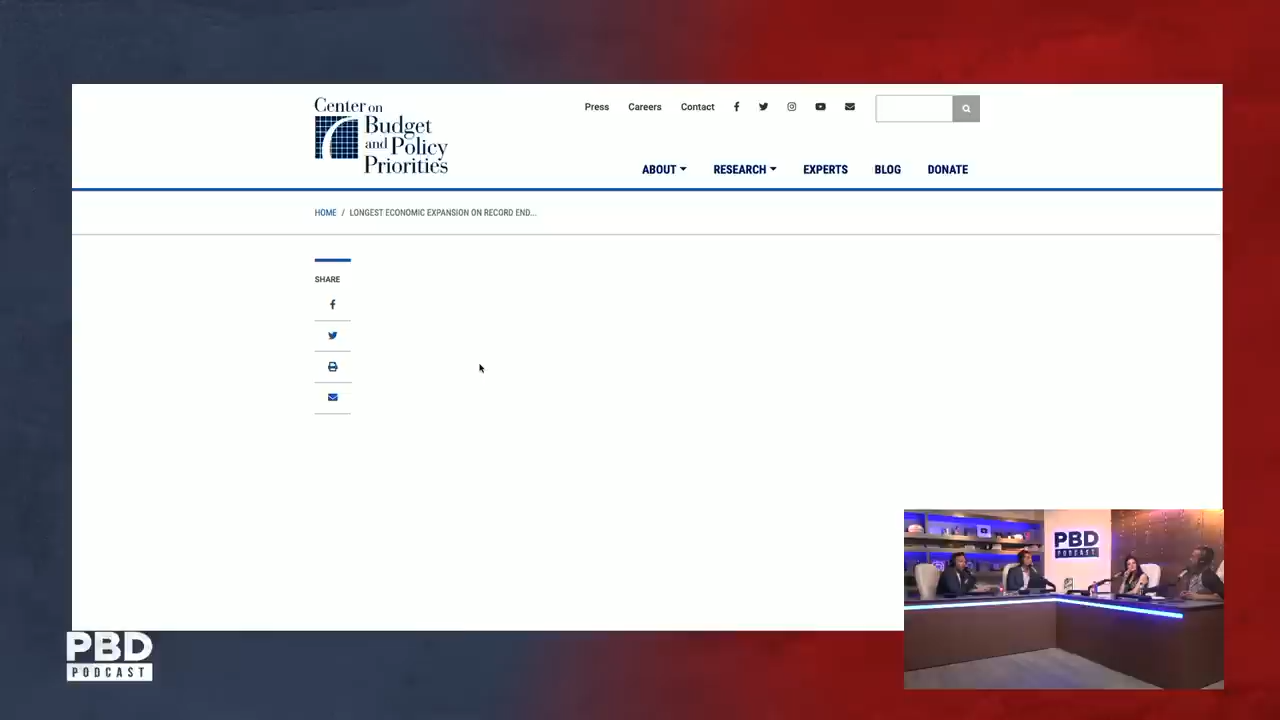 Center on
Budget
and Policy
Priorities
Press Careers Contact
ABOUT RESEARCH EXPERTS BLOG DONATE
HOME / LONGEST ECONOMIC EXPANSION ON RECORD END...
SHARE
PBD
PODCAST
PBD
PODCAST